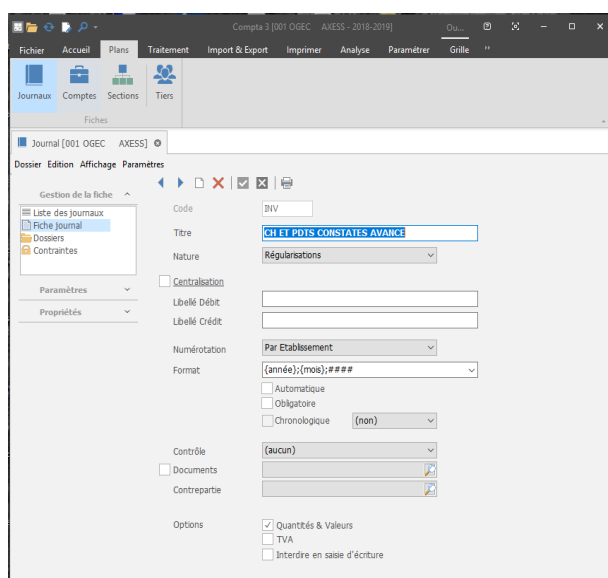 Compta 3 [001 OGEC AXESS - 2018-2019] Ou...
Fichier Accueil Plans Traitement Import & Export Imprimer Analyse Paramétrer Grille
Journaux Comptes Sections Tiers
Fiches
Journal [001 OGEC AXESS]
Dossier Edition Affichage Paramètres
Gestion de la fiche
Liste des journaux
Fiche journal
Dossiers
Contraintes
Paramètres
Propriétés
Code INV
Titre CH ET PDTS CONSTATES AVANCE
Nature Régularisations
Centralisation
Libellé Débit
Libellé Crédit
Numérotation Par Etablissement
Format {année};{mois};####
Automatique
Obligatoire
Chronologique (non)
Contrôle (aucun)
Documents
Contrepartie
Options Quantités & Valeurs
TVA
Interdire en saisie d'écriture